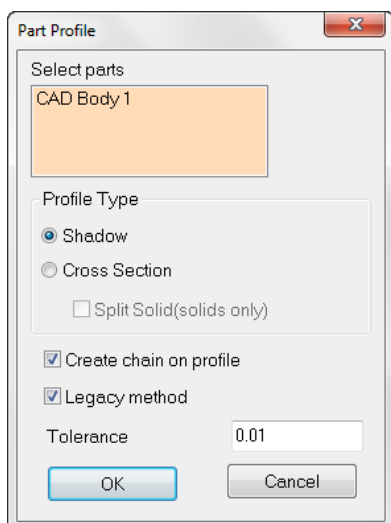 Part Profile
Select parts
CAD Body 1
Profile Type
Shadow
Cross Section
Split Solid(solids only)
Create chain on profile
Legacy method
Tolerance 0.01
OK Cancel